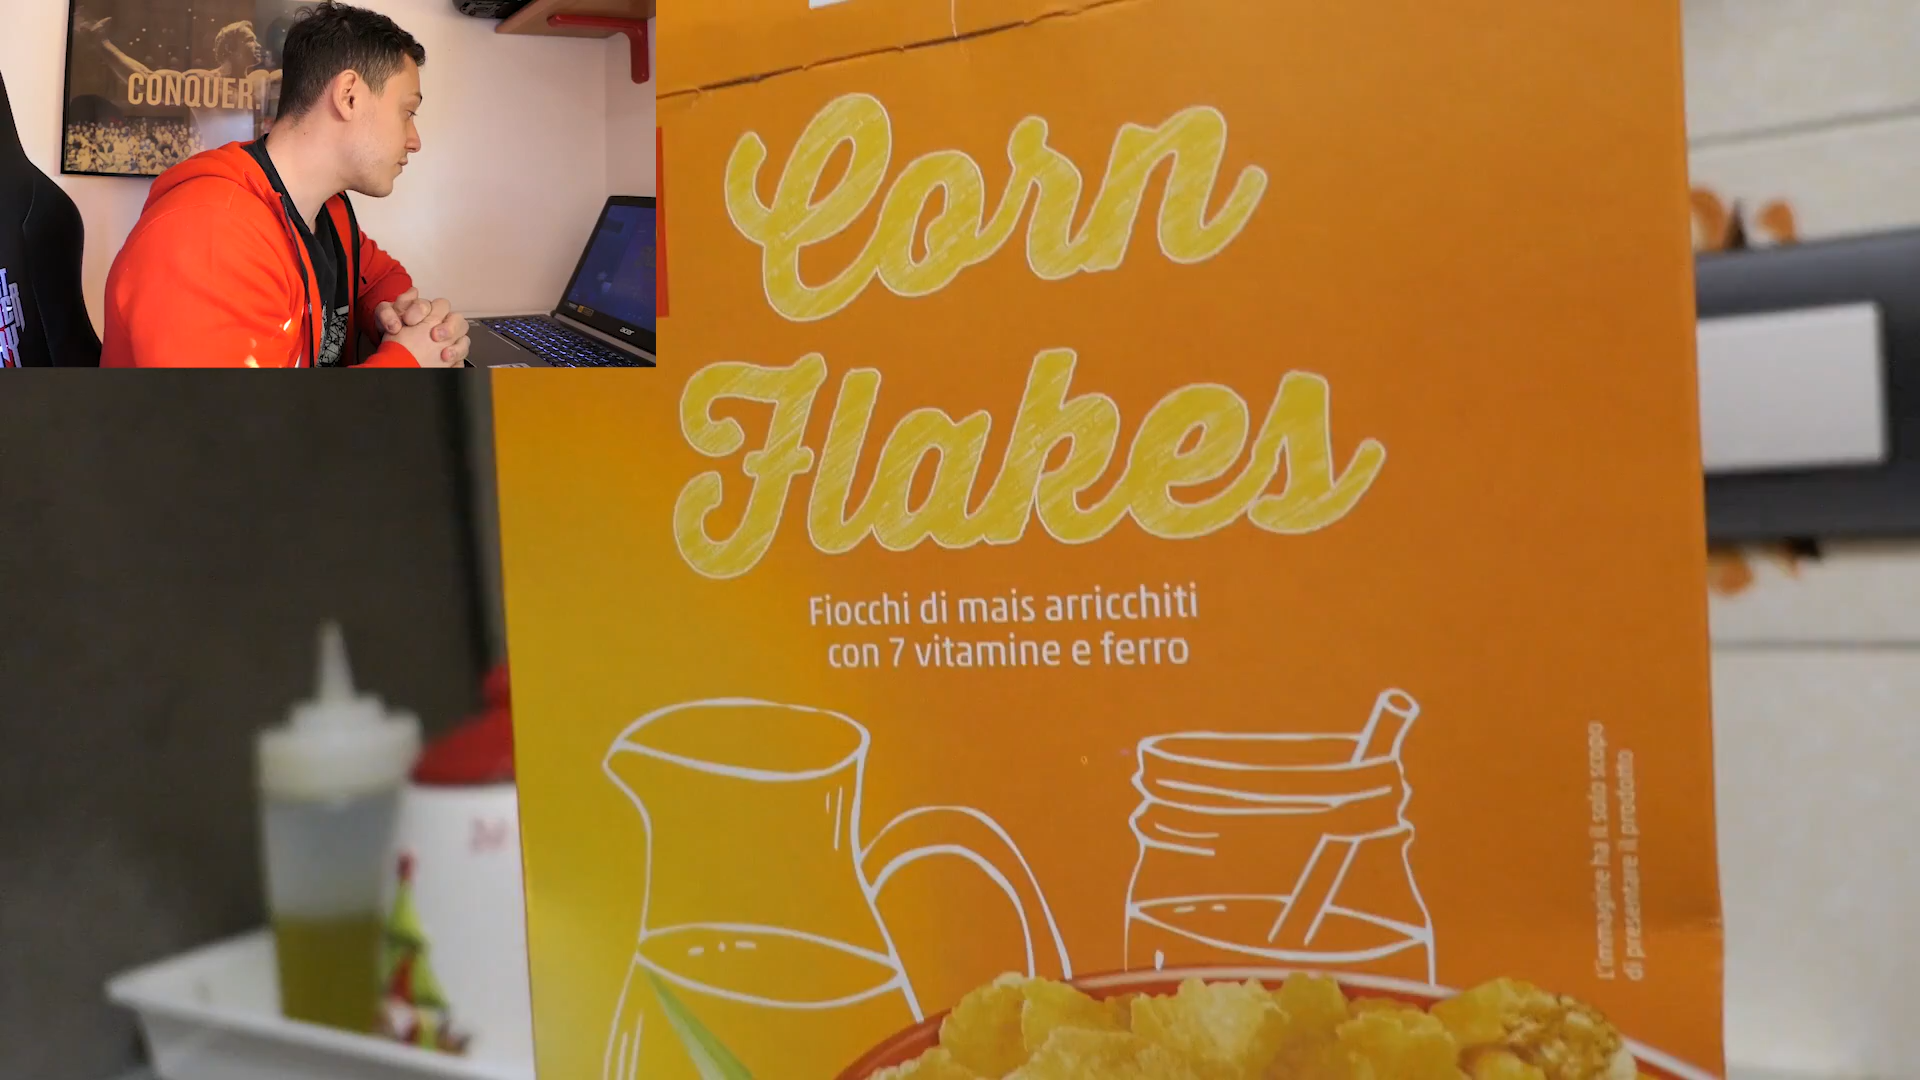 CONQUER.
acer
Corn
Flakes
Fiocchi di mais arricchiti
con 7 vitamine e ferro
L'immagine ha il solo scopo
di presentare il prodotto